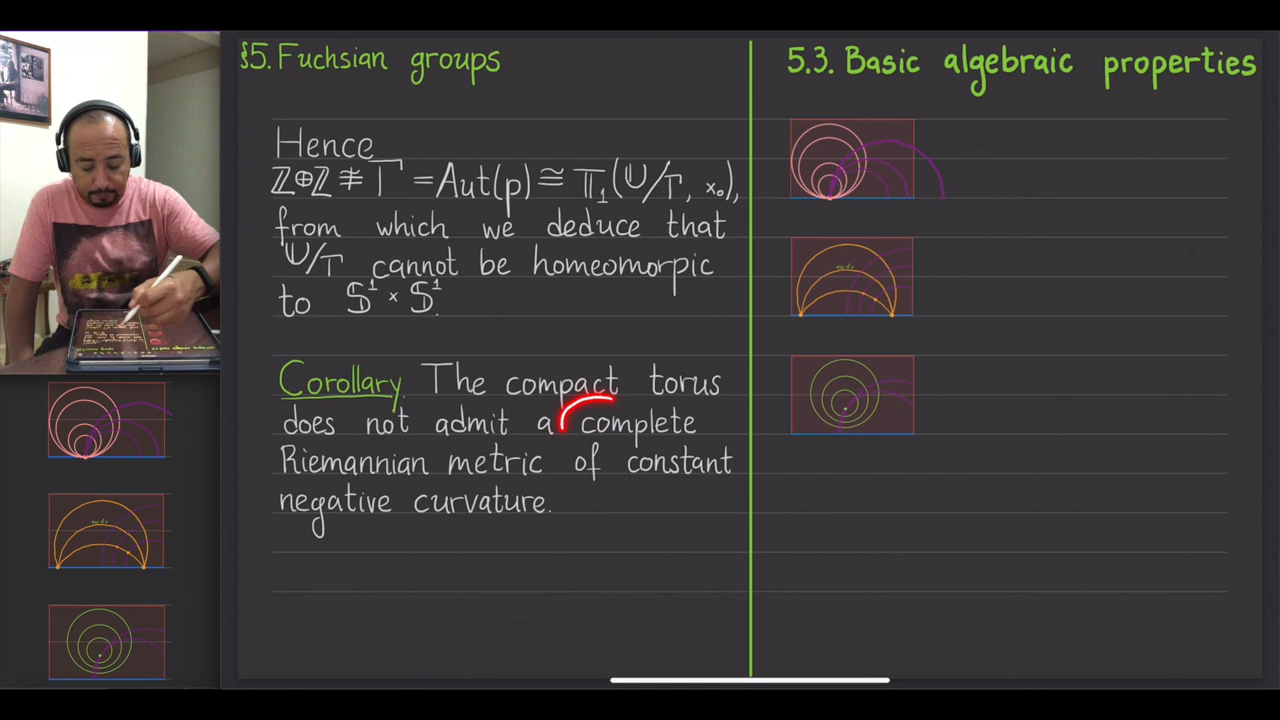 §5. Fuchsian groups
5.3. Basic algebraic properties
Hence
ℤ⊕ℤ ≇ Γ = Aut(p) ≅ π₁(𝕌/Γ, x₀),
from which we deduce that
𝕌/Γ cannot be homeomorpic
to 𝕊¹ × 𝕊¹.
Corollary. The compact torus
does not admit a complete
Riemannian metric of constant
negative curvature.